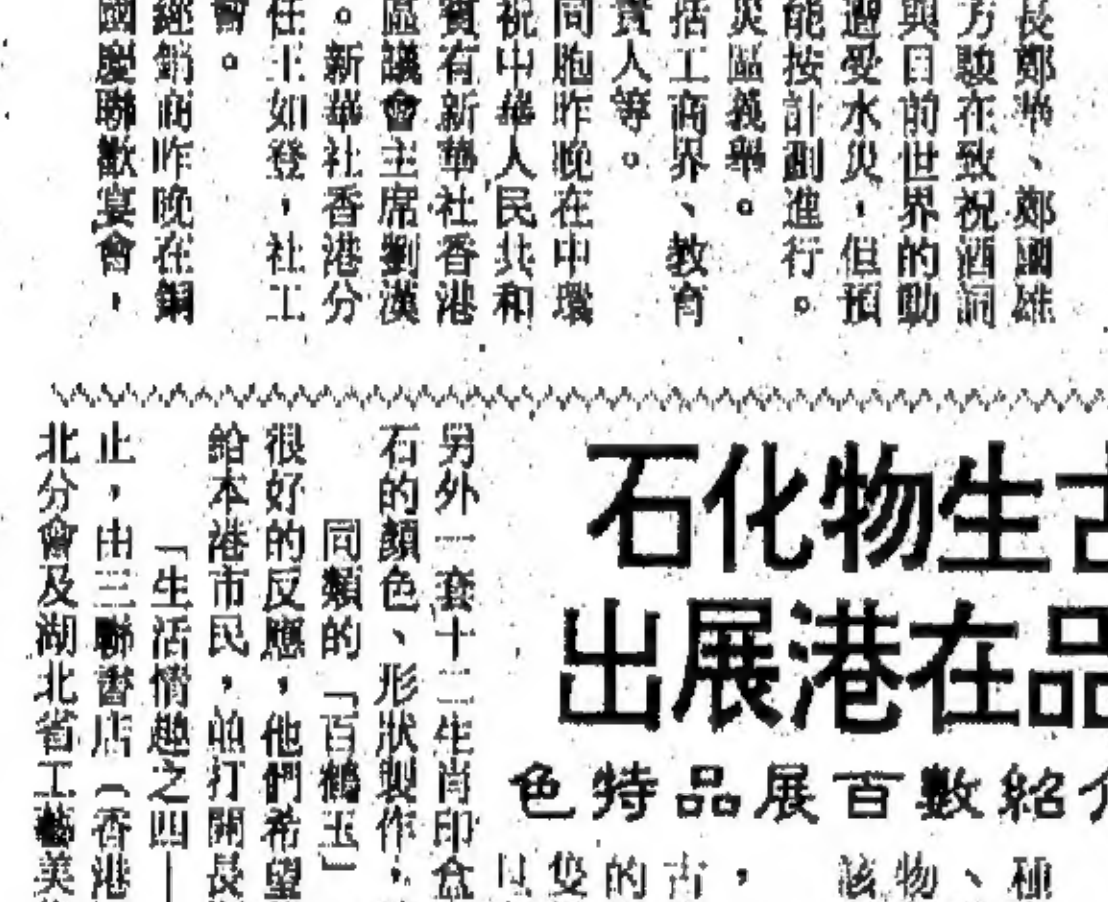 長鄭華、鄭國雄
方駿在致祝酒詞
與日前世界的動
遭受水災，但預
能按計劃進行。
災區義舉。
括工商界、教育
人等。
同胞昨晚在中環
祝中華人民共和
賓有新華社香港
區議會主席劉漢
。新華社香港分
任王如登，社工
會。
經銷商昨晚在銅
國慶聯歡宴會，
古生物化石
品在港展出
介紹數百展品特色
種
、
物
該
，
古
的
隻
另外一套十二生肖印盒
石的顏色、形狀製作，
同類的「百鶴玉」
很好的反應，他們希望
給本港市民，並打開長
「生活情趣之四—
止，由三聯書店（香港
北分會及湖北省工藝美